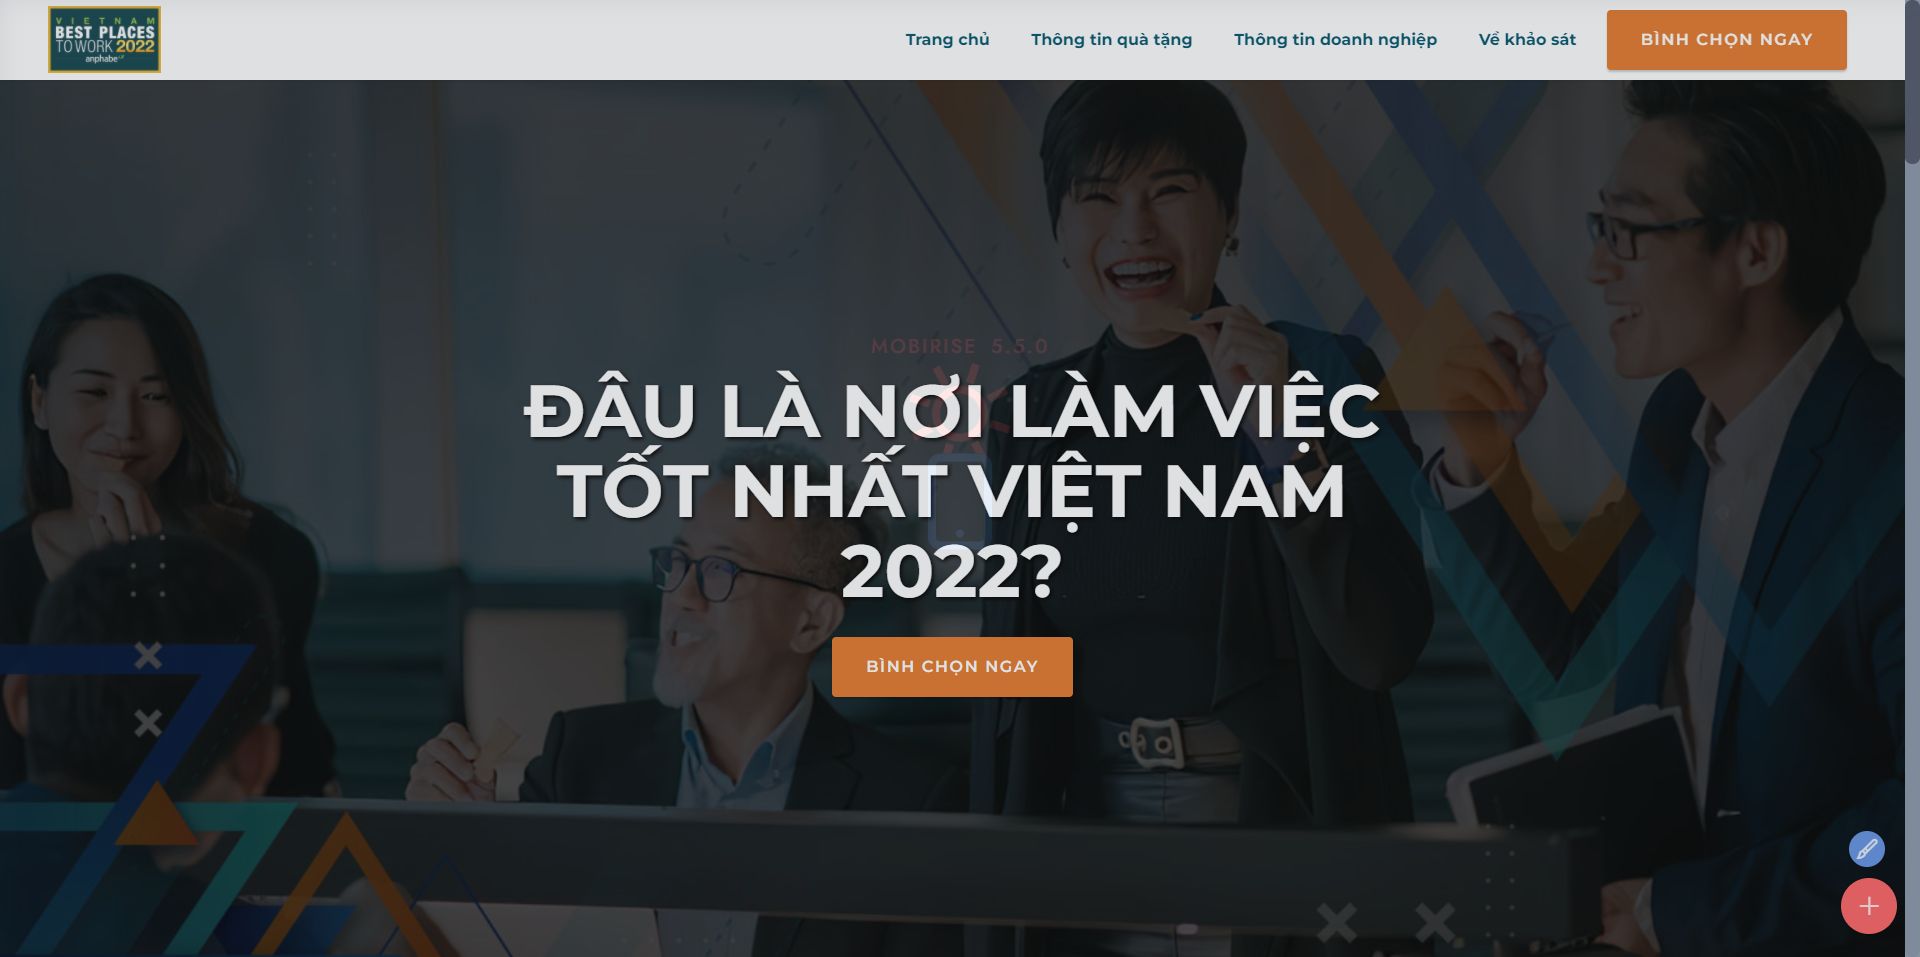 VIETNAM
BEST PLACES
TO WORK 2022
anphabe
Trang chủ
Thông tin quà tặng
Thông tin doanh nghiệp
Về khảo sát
BÌNH CHỌN NGAY
MOBIRISE 5.5.0
ĐÂU LÀ NƠI LÀM VIỆC
TỐT NHẤT VIỆT NAM
2022?
BÌNH CHỌN NGAY